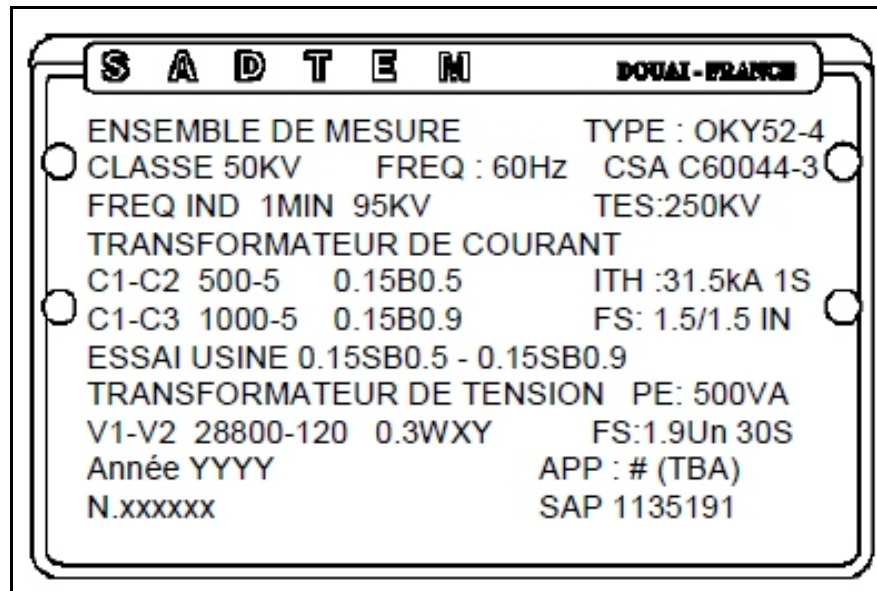 SADTEM DOUAI - FRANCE
ENSEMBLE DE MESURE TYPE : OKY52-4
CLASSE 50KV FREQ : 60Hz CSA C60044-3
FREQ IND 1MIN 95KV TES:250KV
TRANSFORMATEUR DE COURANT
C1-C2 500-5 0.15B0.5 ITH :31.5kA 1S
C1-C3 1000-5 0.15B0.9 FS: 1.5/1.5 IN
ESSAI USINE 0.15SB0.5 - 0.15SB0.9
TRANSFORMATEUR DE TENSION PE: 500VA
V1-V2 28800-120 0.3WXY FS:1.9Un 30S
Année YYYY APP : # (TBA)
N.xxxxxx SAP 1135191